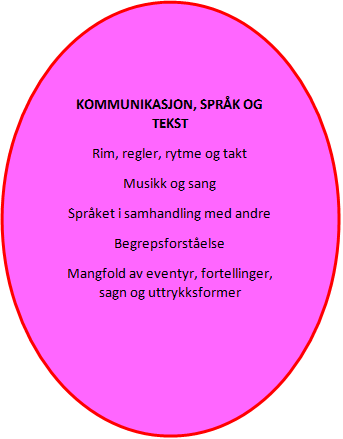 KOMMUNIKASJON, SPRÅK OG
TEKST
Rim, regler, rytme og takt
Musikk og sang
Språket i samhandling med andre
Begrepsforståelse
Mangfold av eventyr, fortellinger,
sagn og uttrykksformer